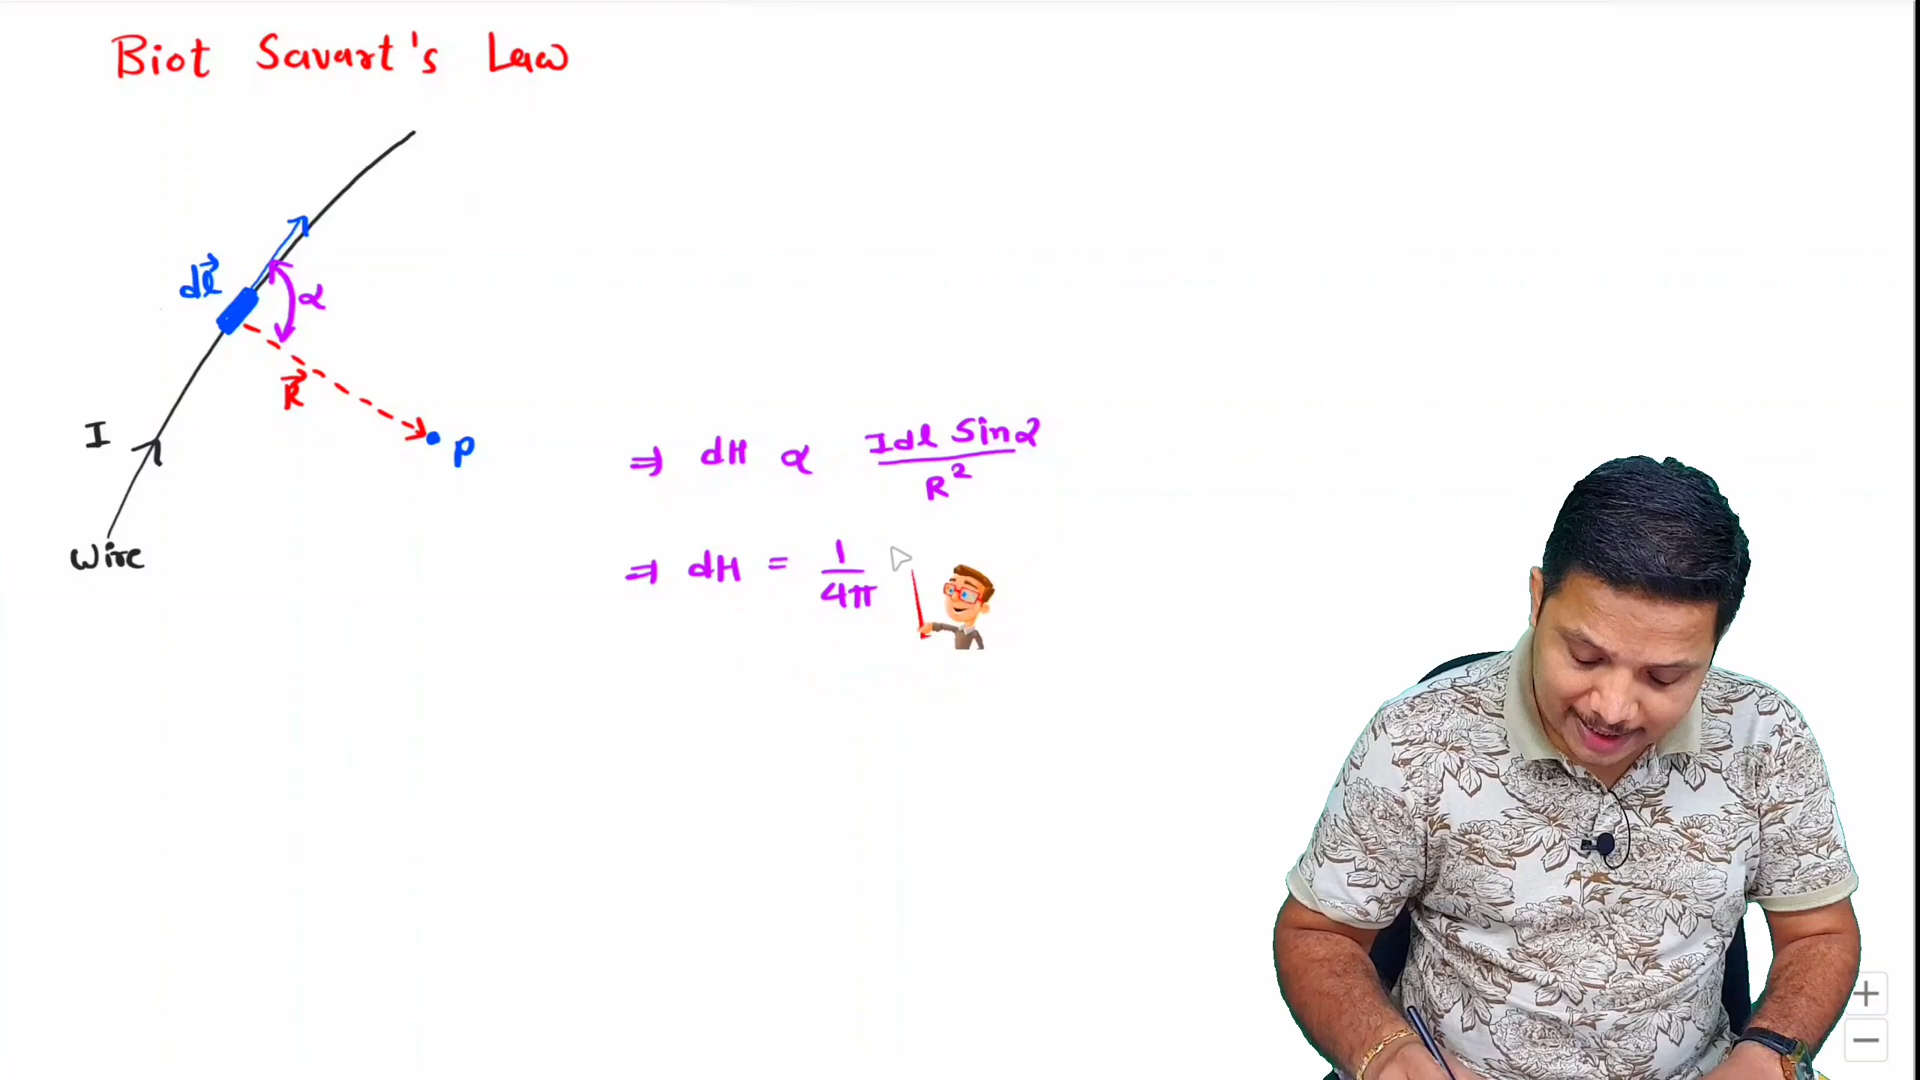 Biot Savart's Law
dl⃗
α
R⃗
I
P
Wire
⇒ dH α Idl Sinα / R²
⇒ dH = 1 / 4π
+
−